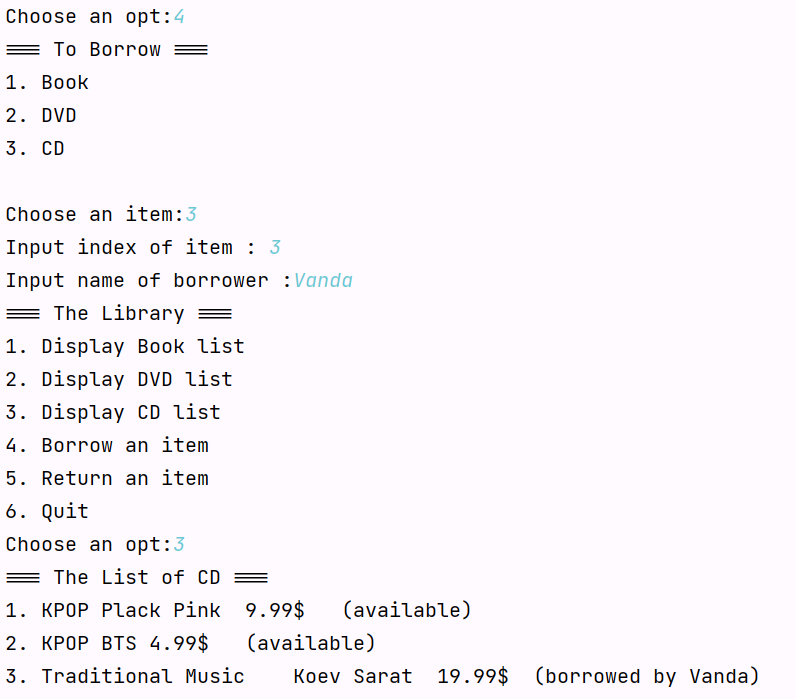 Choose an opt:4
=== To Borrow ===
1. Book
2. DVD
3. CD
Choose an item:3
Input index of item : 3
Input name of borrower :Vanda
=== The Library ===
1. Display Book list
2. Display DVD list
3. Display CD list
4. Borrow an item
5. Return an item
6. Quit
Choose an opt:3
=== The List of CD ===
1. KPOP Plack Pink  9.99$   (available)
2. KPOP BTS 4.99$   (available)
3. Traditional Music    Koev Sarat  19.99$  (borrowed by Vanda)